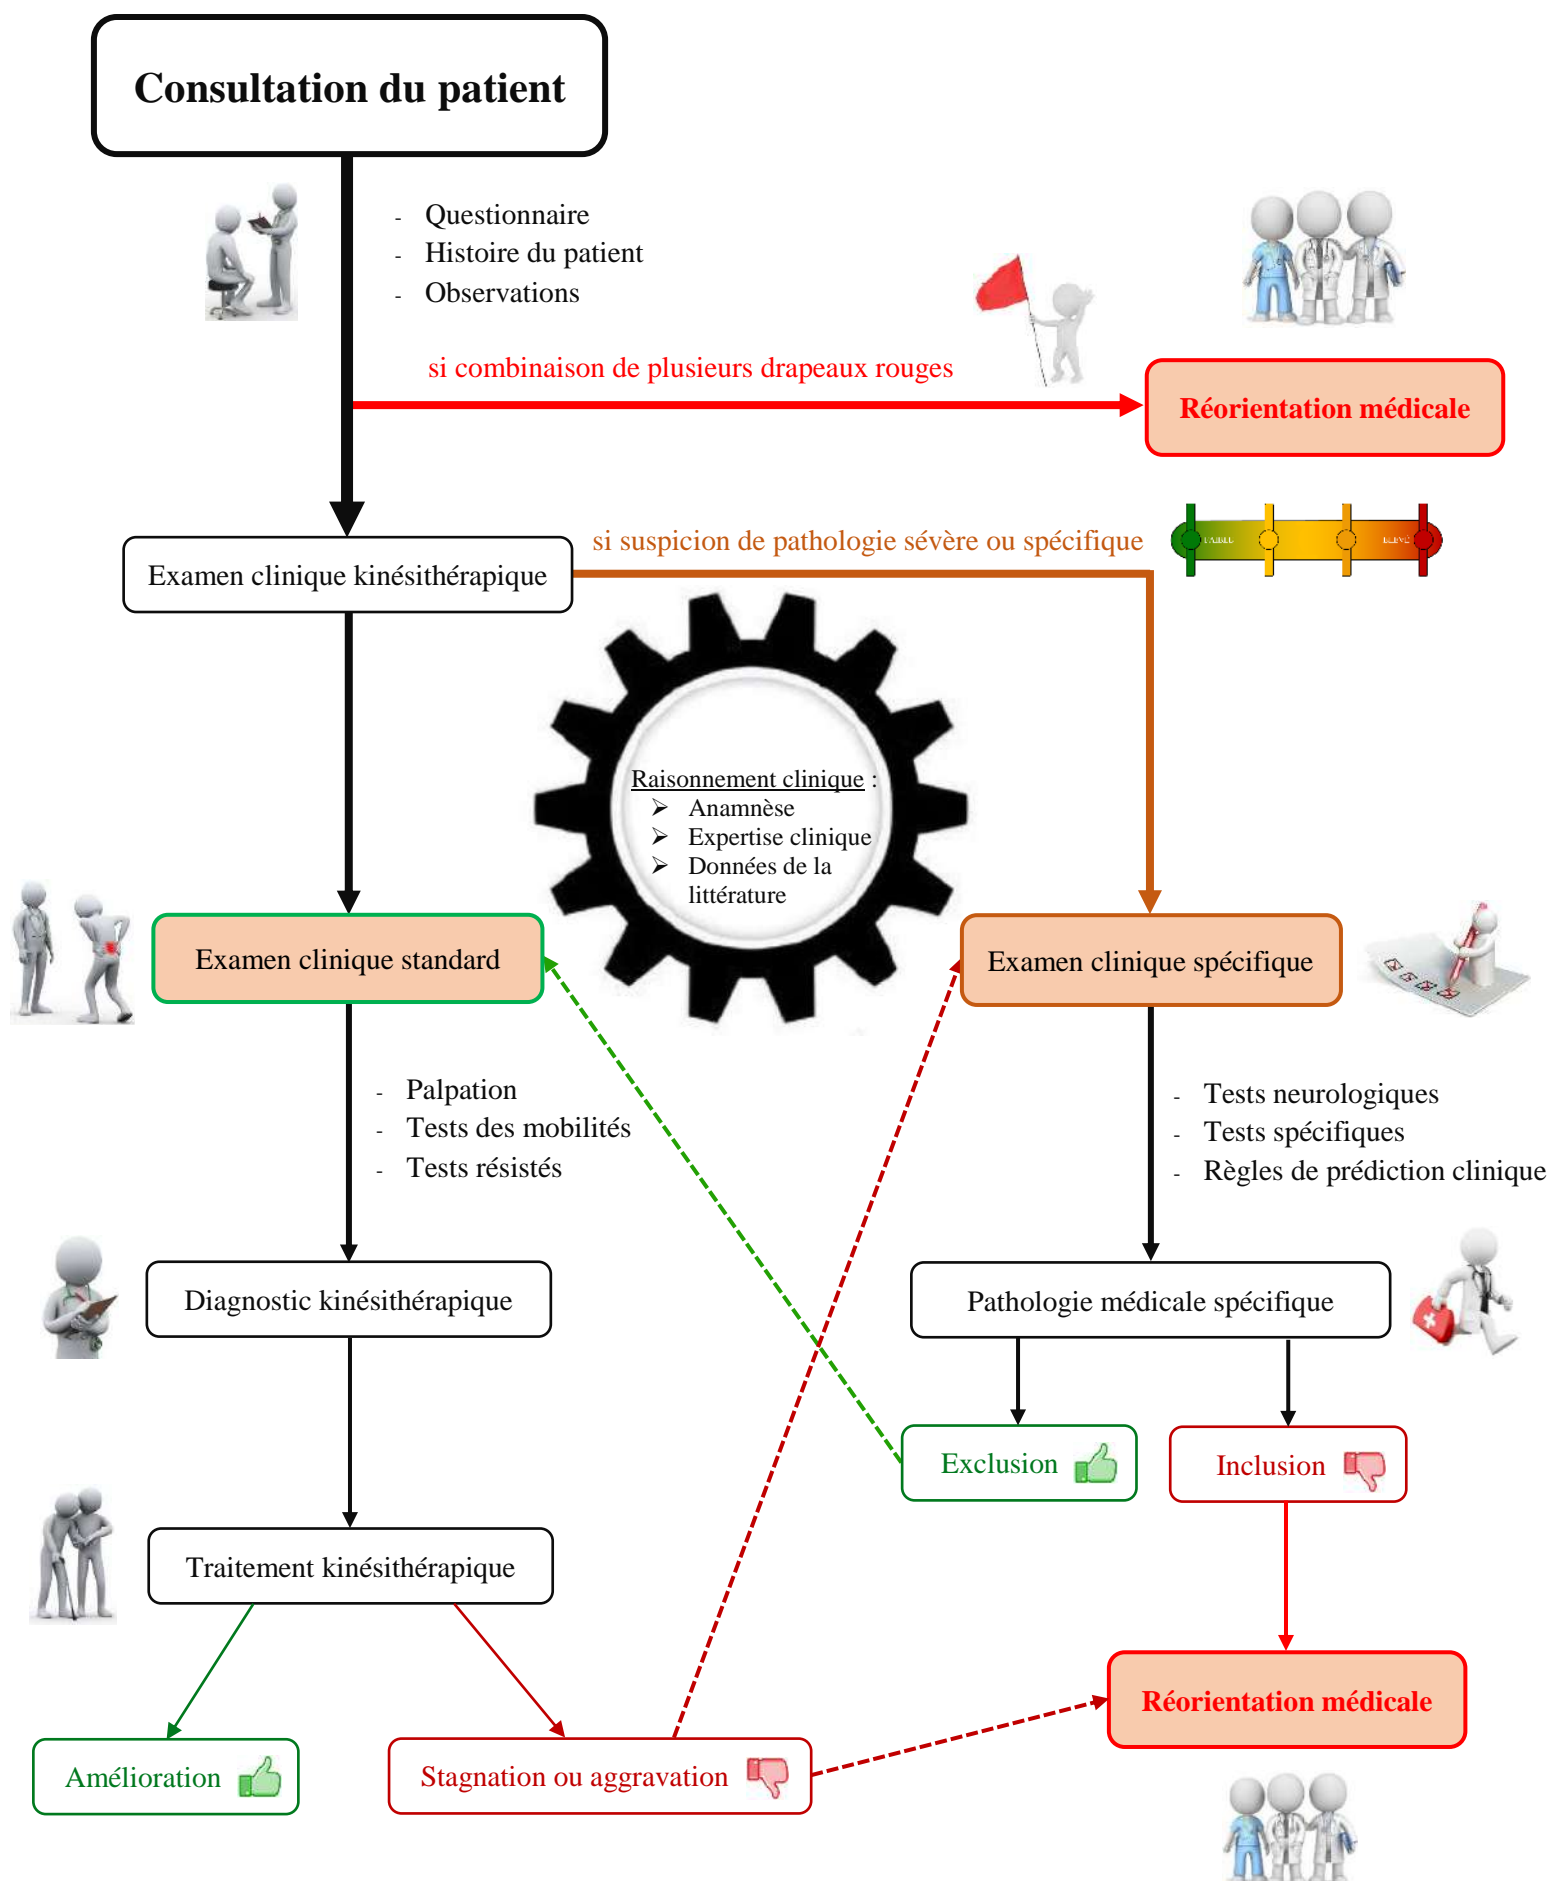 Consultation du patient
- Questionnaire
- Histoire du patient
- Observations
si combinaison de plusieurs drapeaux rouges
Réorientation médicale
si suspicion de pathologie sévère ou spécifique
FAIBLE
ELEVÉ
Examen clinique kinésithérapique
Raisonnement clinique :
➢ Anamnèse
➢ Expertise clinique
➢ Données de la
littérature
Examen clinique standard
Examen clinique spécifique
- Palpation
- Tests des mobilités
- Tests résistés
- Tests neurologiques
- Tests spécifiques
- Règles de prédiction clinique
Diagnostic kinésithérapique
Pathologie médicale spécifique
Exclusion
Inclusion
Traitement kinésithérapique
Réorientation médicale
Amélioration
Stagnation ou aggravation